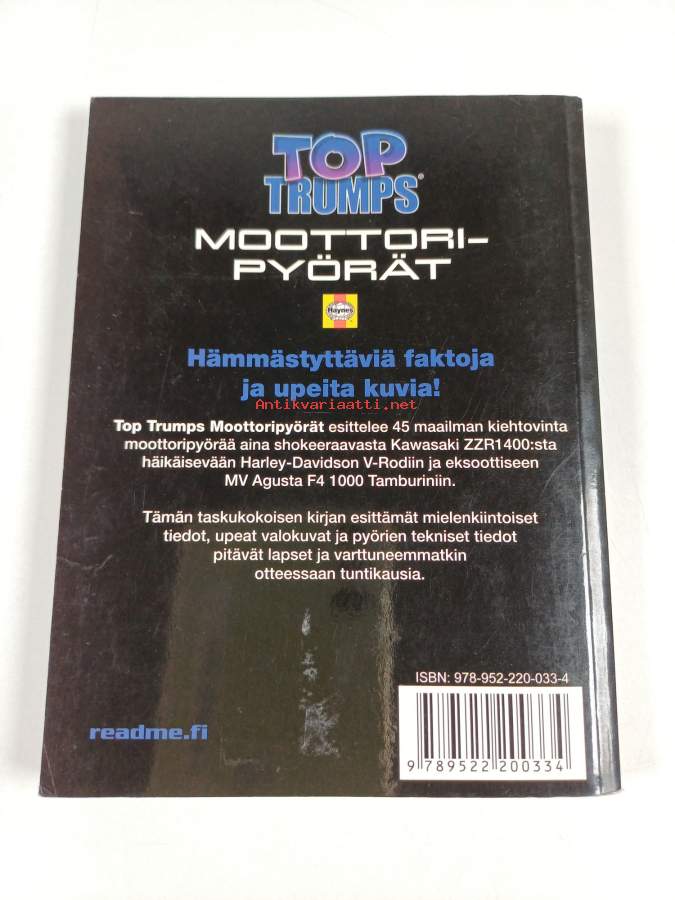 TOP
TRUMPS®
MOOTTORI-
PYÖRÄT
Haynes
Hämmästyttäviä faktoja
ja upeita kuvia!
Antikvariaatti.net
Top Trumps Moottoripyörät esittelee 45 maailman kiehtovinta
moottoripyörää aina shokeeraavasta Kawasaki ZZR1400:sta
häikäisevään Harley-Davidson V-Rodiin ja eksoottiseen
MV Agusta F4 1000 Tamburiniin.
Tämän taskukokoisen kirjan esittämät mielenkiintoiset
tiedot, upeat valokuvat ja pyörien tekniset tiedot
pitävät lapset ja varttuneemmatkin
otteessaan tuntikausia.
ISBN: 978-952-220-033-4
readme.fi
9 789522 200334